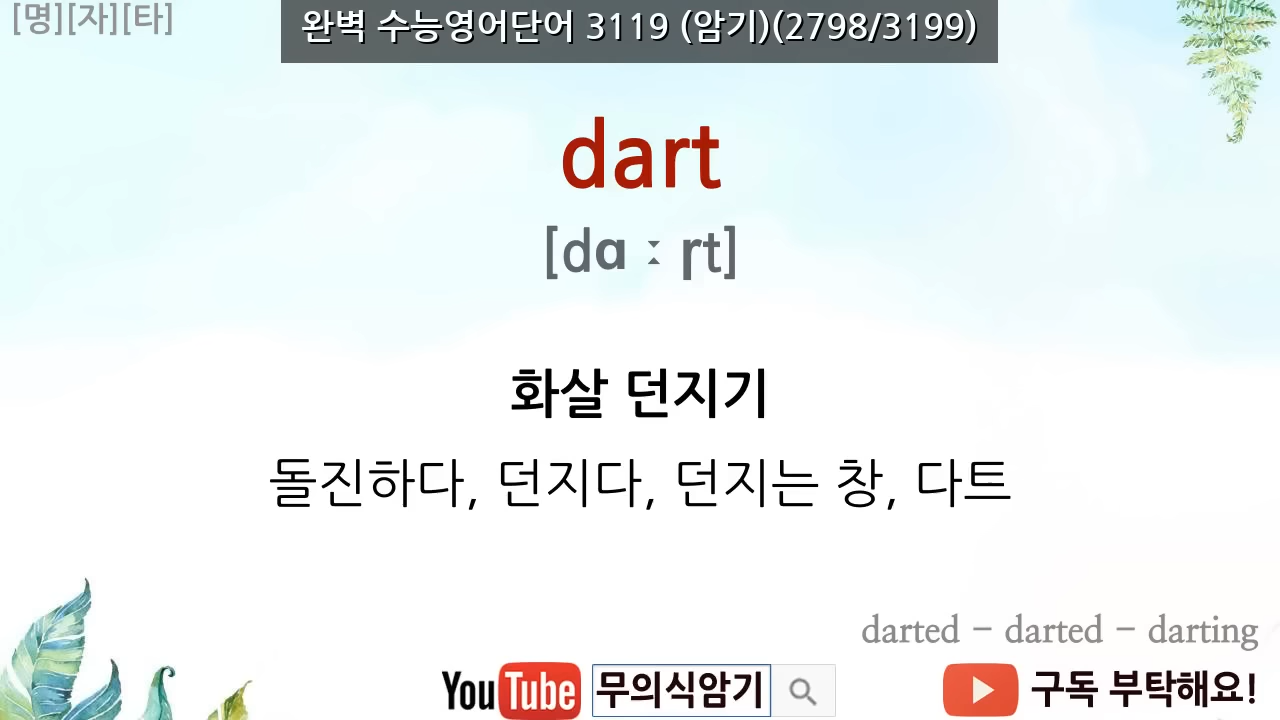 [명][자][타]
완벽 수능영어단어 3119 (암기)(2798/3199)
dart
[dɑːrt]
화살 던지기
돌진하다, 던지다, 던지는 창, 다트
darted - darted - darting
YouTube 무의식암기
구독 부탁해요!